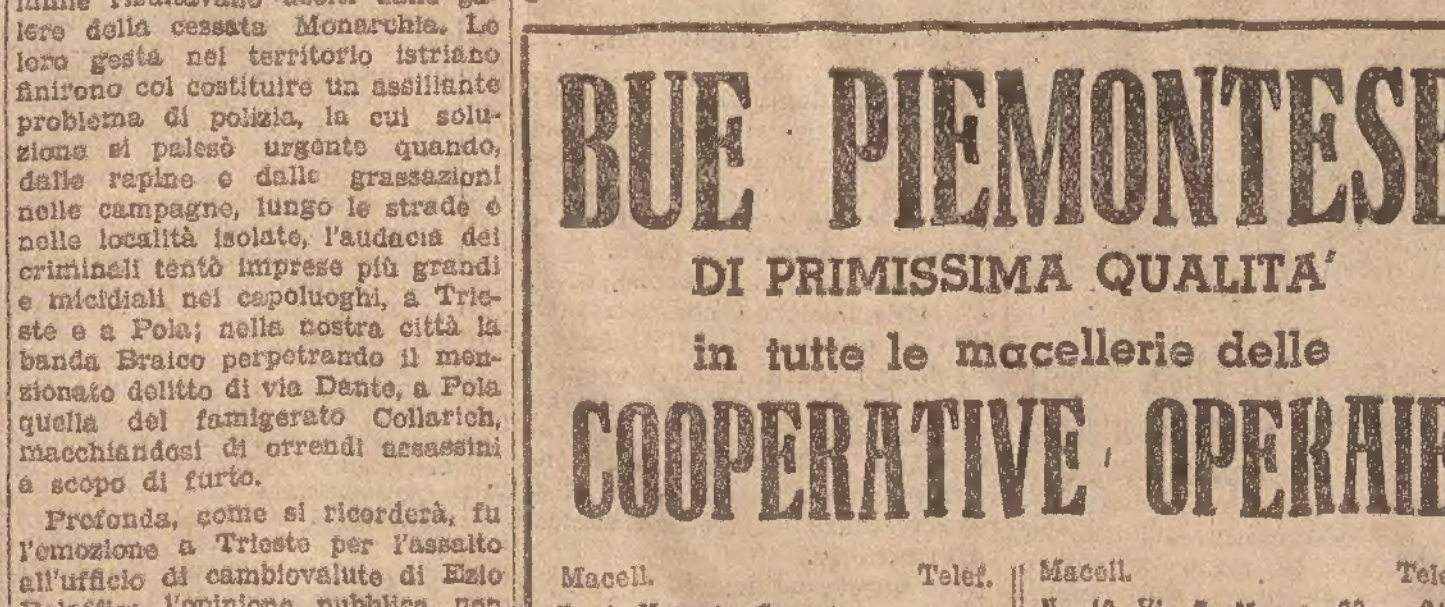 lere della cessata Monarchia. Le
loro gesta nel territorio istriano
finirono col costituire un assillante
problema di polizia, la cui solu-
zione si palesò urgente quando,
dalle rapine e dalle grassazioni
nelle campagne, lungo le strade e
nelle località isolate, l'audacia dei
criminali tentò imprese più grandi
e micidiali nei capoluoghi, a Trie-
ste e a Pola; nella nostra città la
banda Braico perpetrando il men-
zionato delitto di via Dante, a Pola
quella del famigerato Collarich,
macchiandosi di orrendi assassini
a scopo di furto.
Profonda, come si ricorderà, fu
l'emozione a Trieste per l'assalto
all'ufficio di cambiovalute di Ezio
l'opinione pubblica non
BUE PIEMONTESE
DI PRIMISSIMA QUALITA'
in tutte le macellerie delle
COOPERATIVE OPERAIE
Macell. Telef.
Macell.